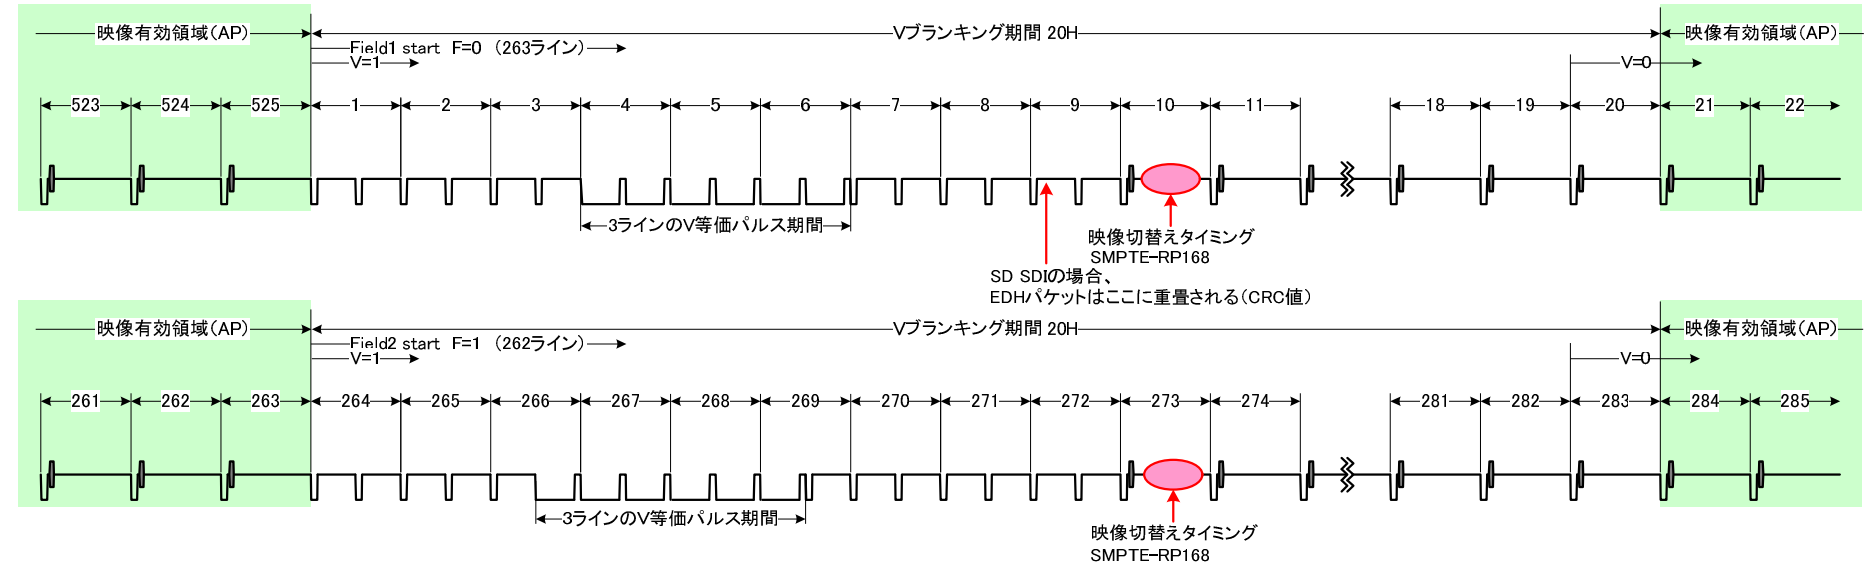 映像有効領域(AP)
Vブランキング期間 20H
映像有効領域(AP)
Field1 start F=0 (263ライン)
V=1
V=0
523 524 525 1 2 3 4 5 6 7 8 9 10 11 18 19 20 21 22
3ラインのV等価パルス期間
映像切替えタイミング
SMPTE-RP168
SD SDIの場合、
EDHパケットはここに重畳される(CRC値)
映像有効領域(AP)
Vブランキング期間 20H
映像有効領域(AP)
Field2 start F=1 (262ライン)
V=1
V=0
261 262 263 264 265 266 267 268 269 270 271 272 273 274 281 282 283 284 285
3ラインのV等価パルス期間
映像切替えタイミング
SMPTE-RP168